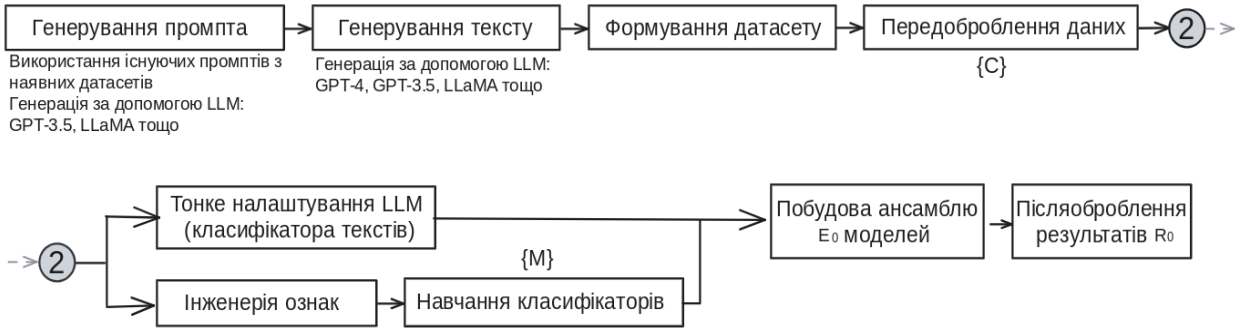 Генерування промпта
Генерування тексту
Формування датасету
Передоброблення даних
2
Використання існуючих промптів з
наявних датасетів
Генерація за допомогою LLM:
GPT-3.5, LLaMA тощо
Генерація за допомогою LLM:
GPT-4, GPT-3.5, LLaMA тощо
{C}
2
Тонке налаштування LLM
(класифікатора текстів)
{M}
Інженерія ознак
Навчання класифікаторів
Побудова ансамблю
E0 моделей
Післяоброблення
результатів R0